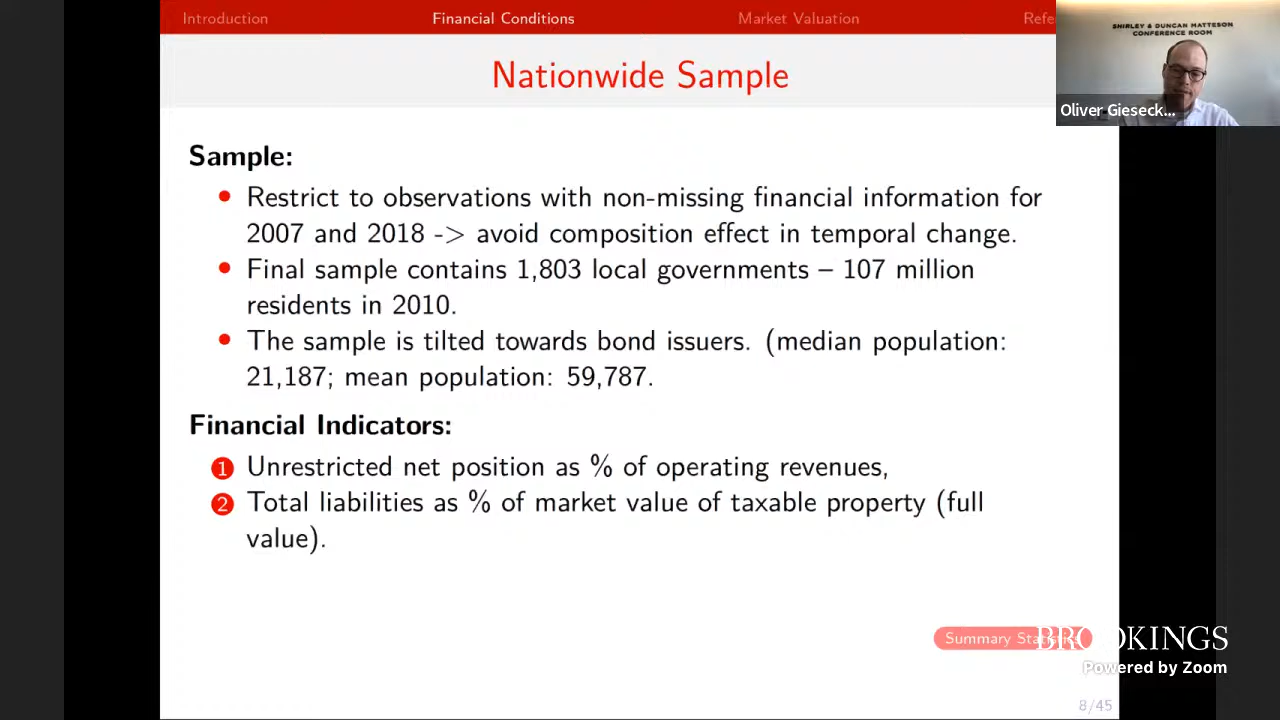 Introduction
Financial Conditions
Market Valuation
SHIRLEY & DUNCAN MATTESON
CONFERENCE ROOM
Oliver Gieseck...
Nationwide Sample
Sample:
Restrict to observations with non-missing financial information for
2007 and 2018 -> avoid composition effect in temporal change.
Final sample contains 1,803 local governments – 107 million
residents in 2010.
The sample is tilted towards bond issuers. (median population:
21,187; mean population: 59,787.
Financial Indicators:
1 Unrestricted net position as % of operating revenues,
2 Total liabilities as % of market value of taxable property (full
value).
Summary
BROOKINGS
Powered by Zoom
8/45